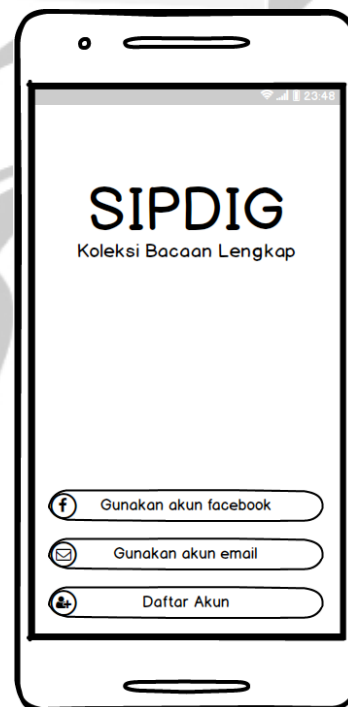 23:48
SIPDIG
Koleksi Bacaan Lengkap
Gunakan akun facebook
Gunakan akun email
Daftar Akun